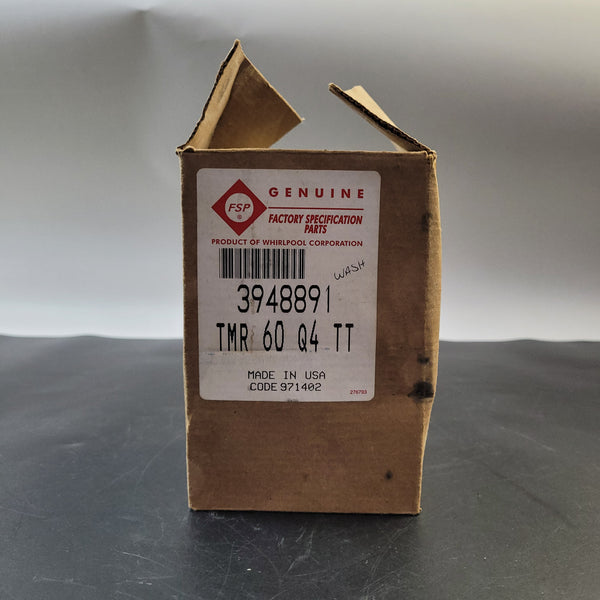 GENUINE
FSP
®
FACTORY SPECIFICATION
PARTS
PRODUCT OF WHIRLPOOL CORPORATION
WASH
3948891
TMR 60 Q4 TT
MADE IN USA
CODE 971402
276703